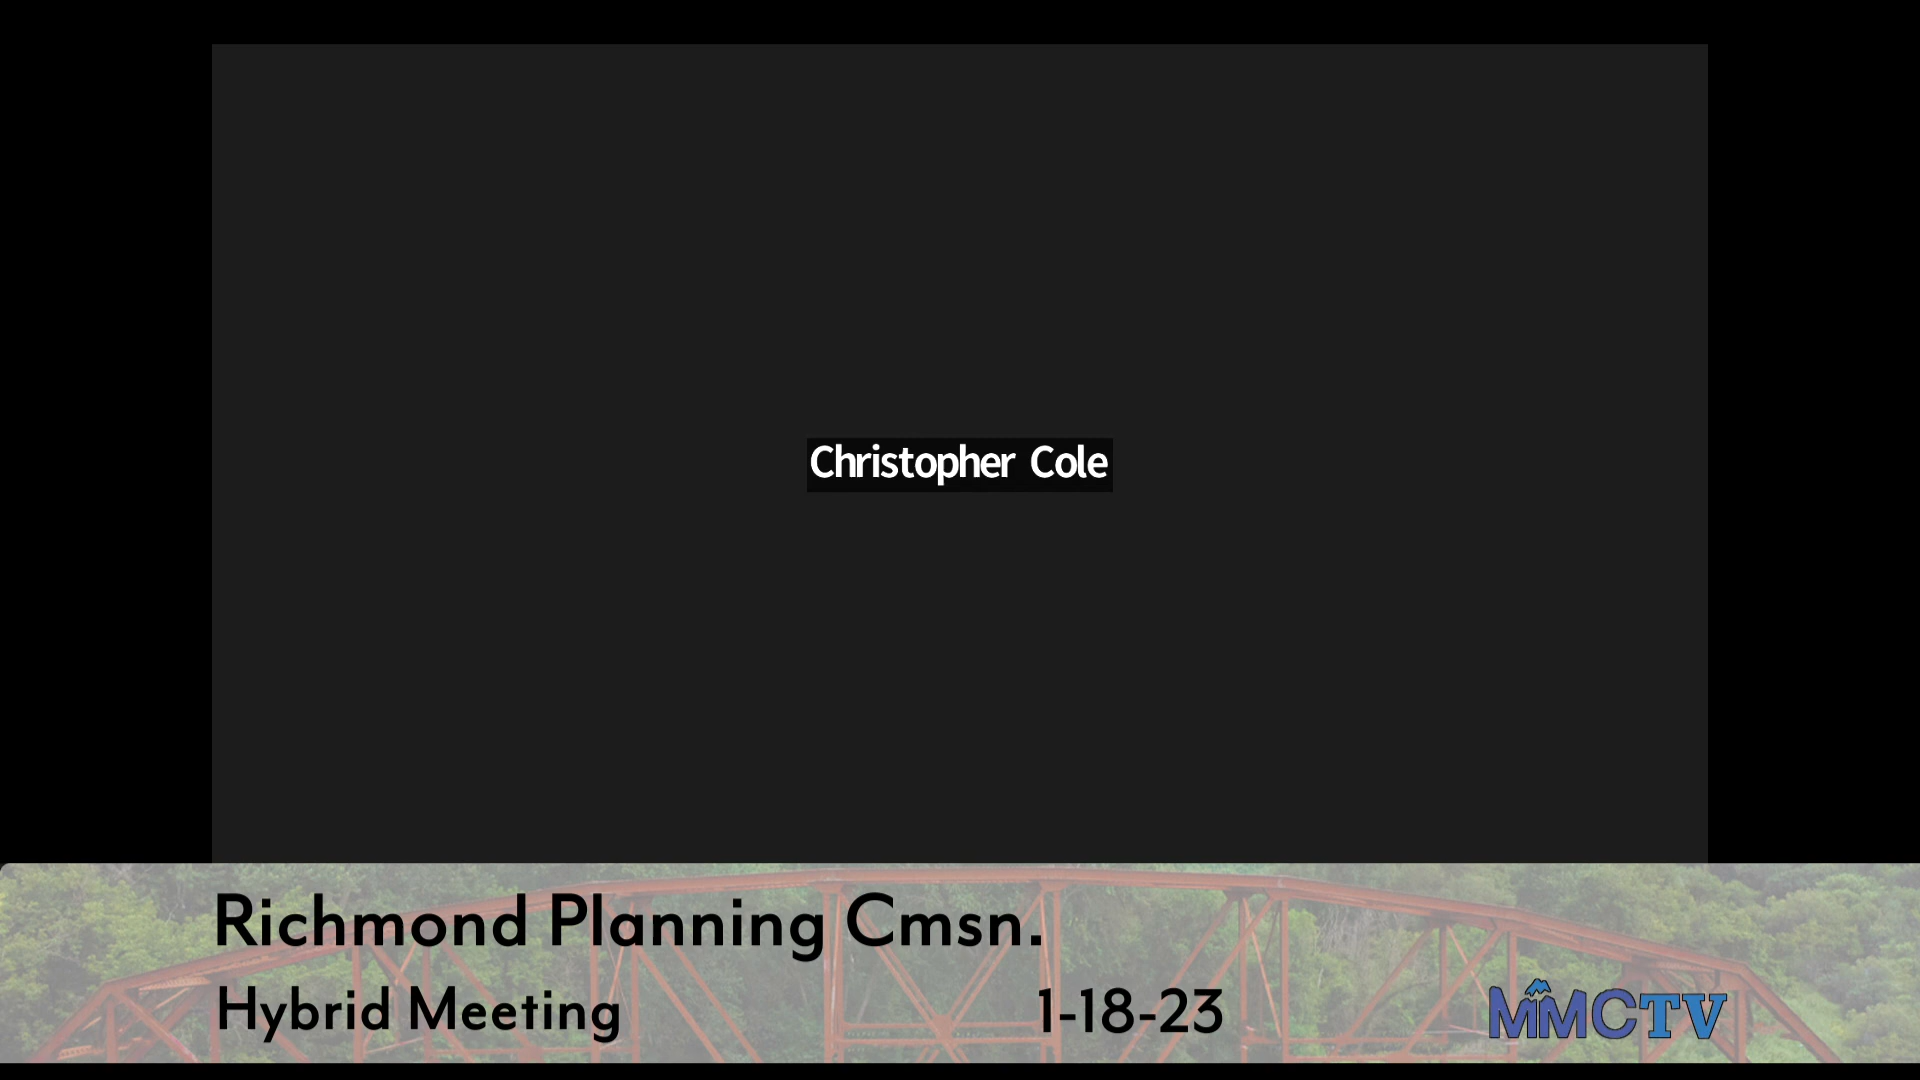 Christopher Cole
Richmond Planning Cmsn.
Hybrid Meeting
1-18-23
MMCTV